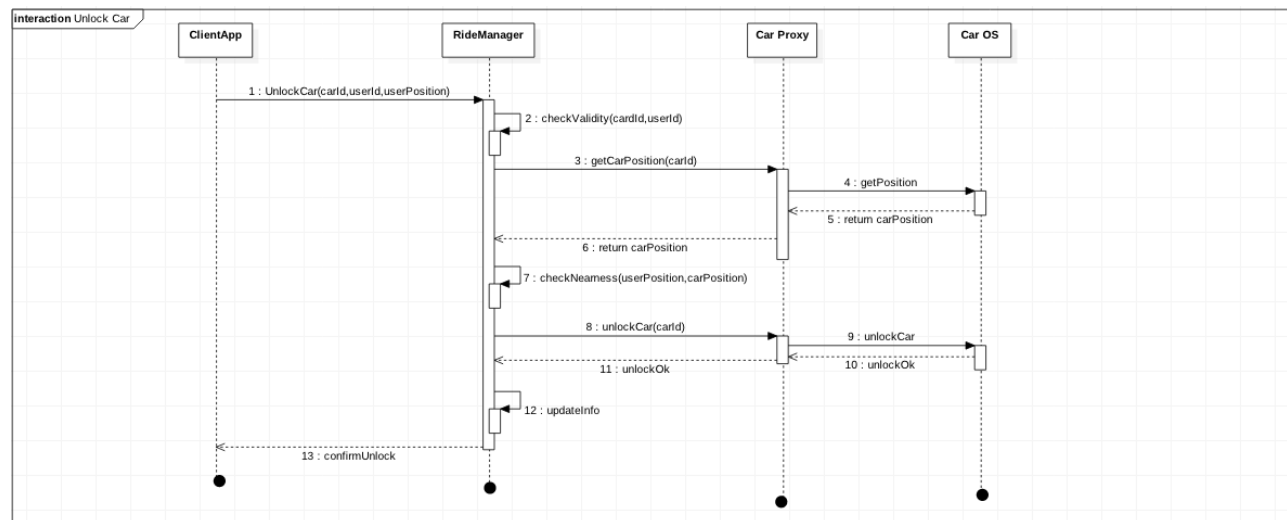 interaction Unlock Car
ClientApp
RideManager
Car Proxy
Car OS
1 : UnlockCar(carId,userId,userPosition)
2 : checkValidity(cardId,userId)
3 : getCarPosition(carId)
4 : getPosition
5 : return carPosition
6 : return carPosition
7 : checkNearness(userPosition,carPosition)
8 : unlockCar(carId)
9 : unlockCar
10 : unlockOk
11 : unlockOk
12 : updateInfo
13 : confirmUnlock